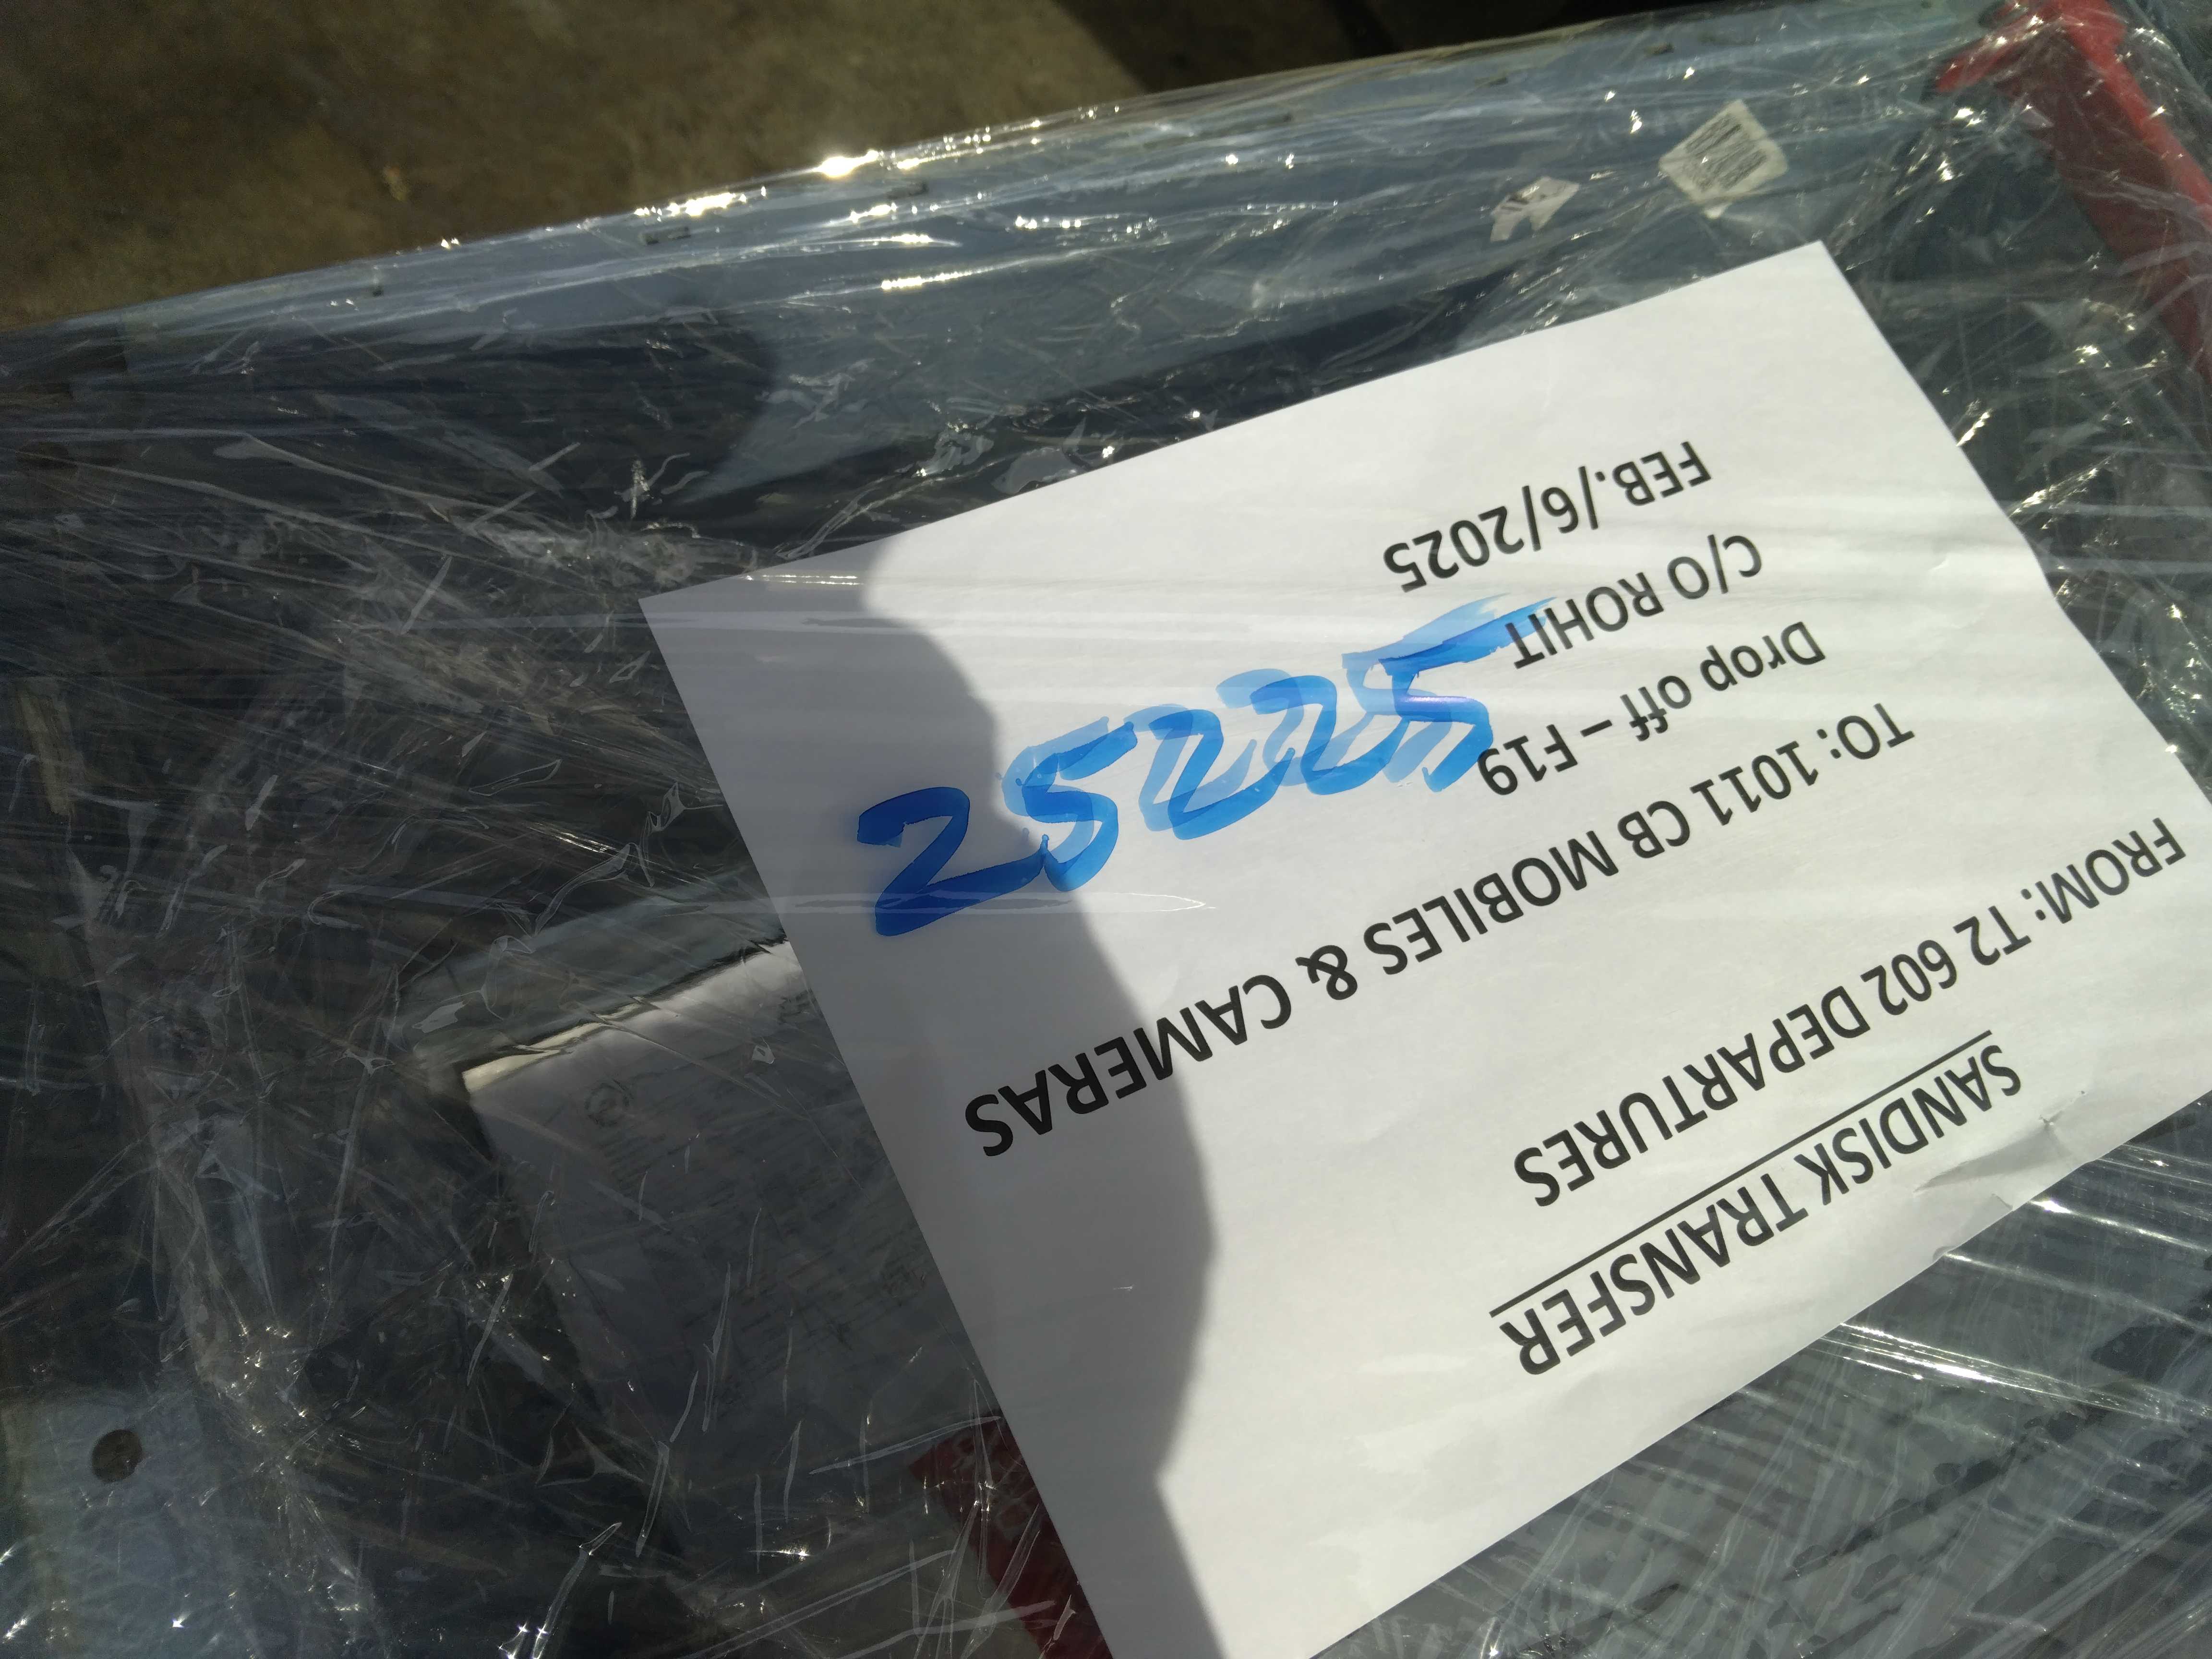 SANDISK TRANSFER
FROM: T2 602 DEPARTURES
TO: 1011 CB MOBILES & CAMERAS
Drop off – F19
C/O ROHIT
FEB./6/2025
25225